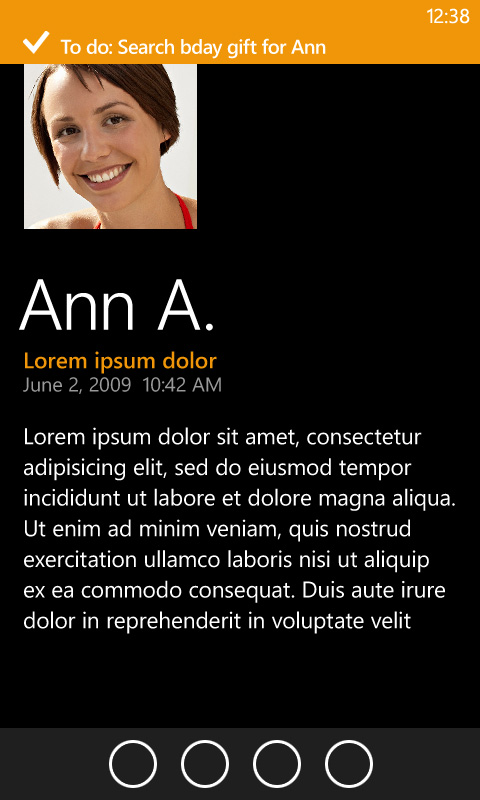 12:38
To do: Search bday gift for Ann
Ann A.
Lorem ipsum dolor
June 2, 2009 10:42 AM
Lorem ipsum dolor sit amet, consectetur
adipisicing elit, sed do eiusmod tempor
incididunt ut labore et dolore magna aliqua.
Ut enim ad minim veniam, quis nostrud
exercitation ullamco laboris nisi ut aliquip
ex ea commodo consequat. Duis aute irure
dolor in reprehenderit in voluptate velit